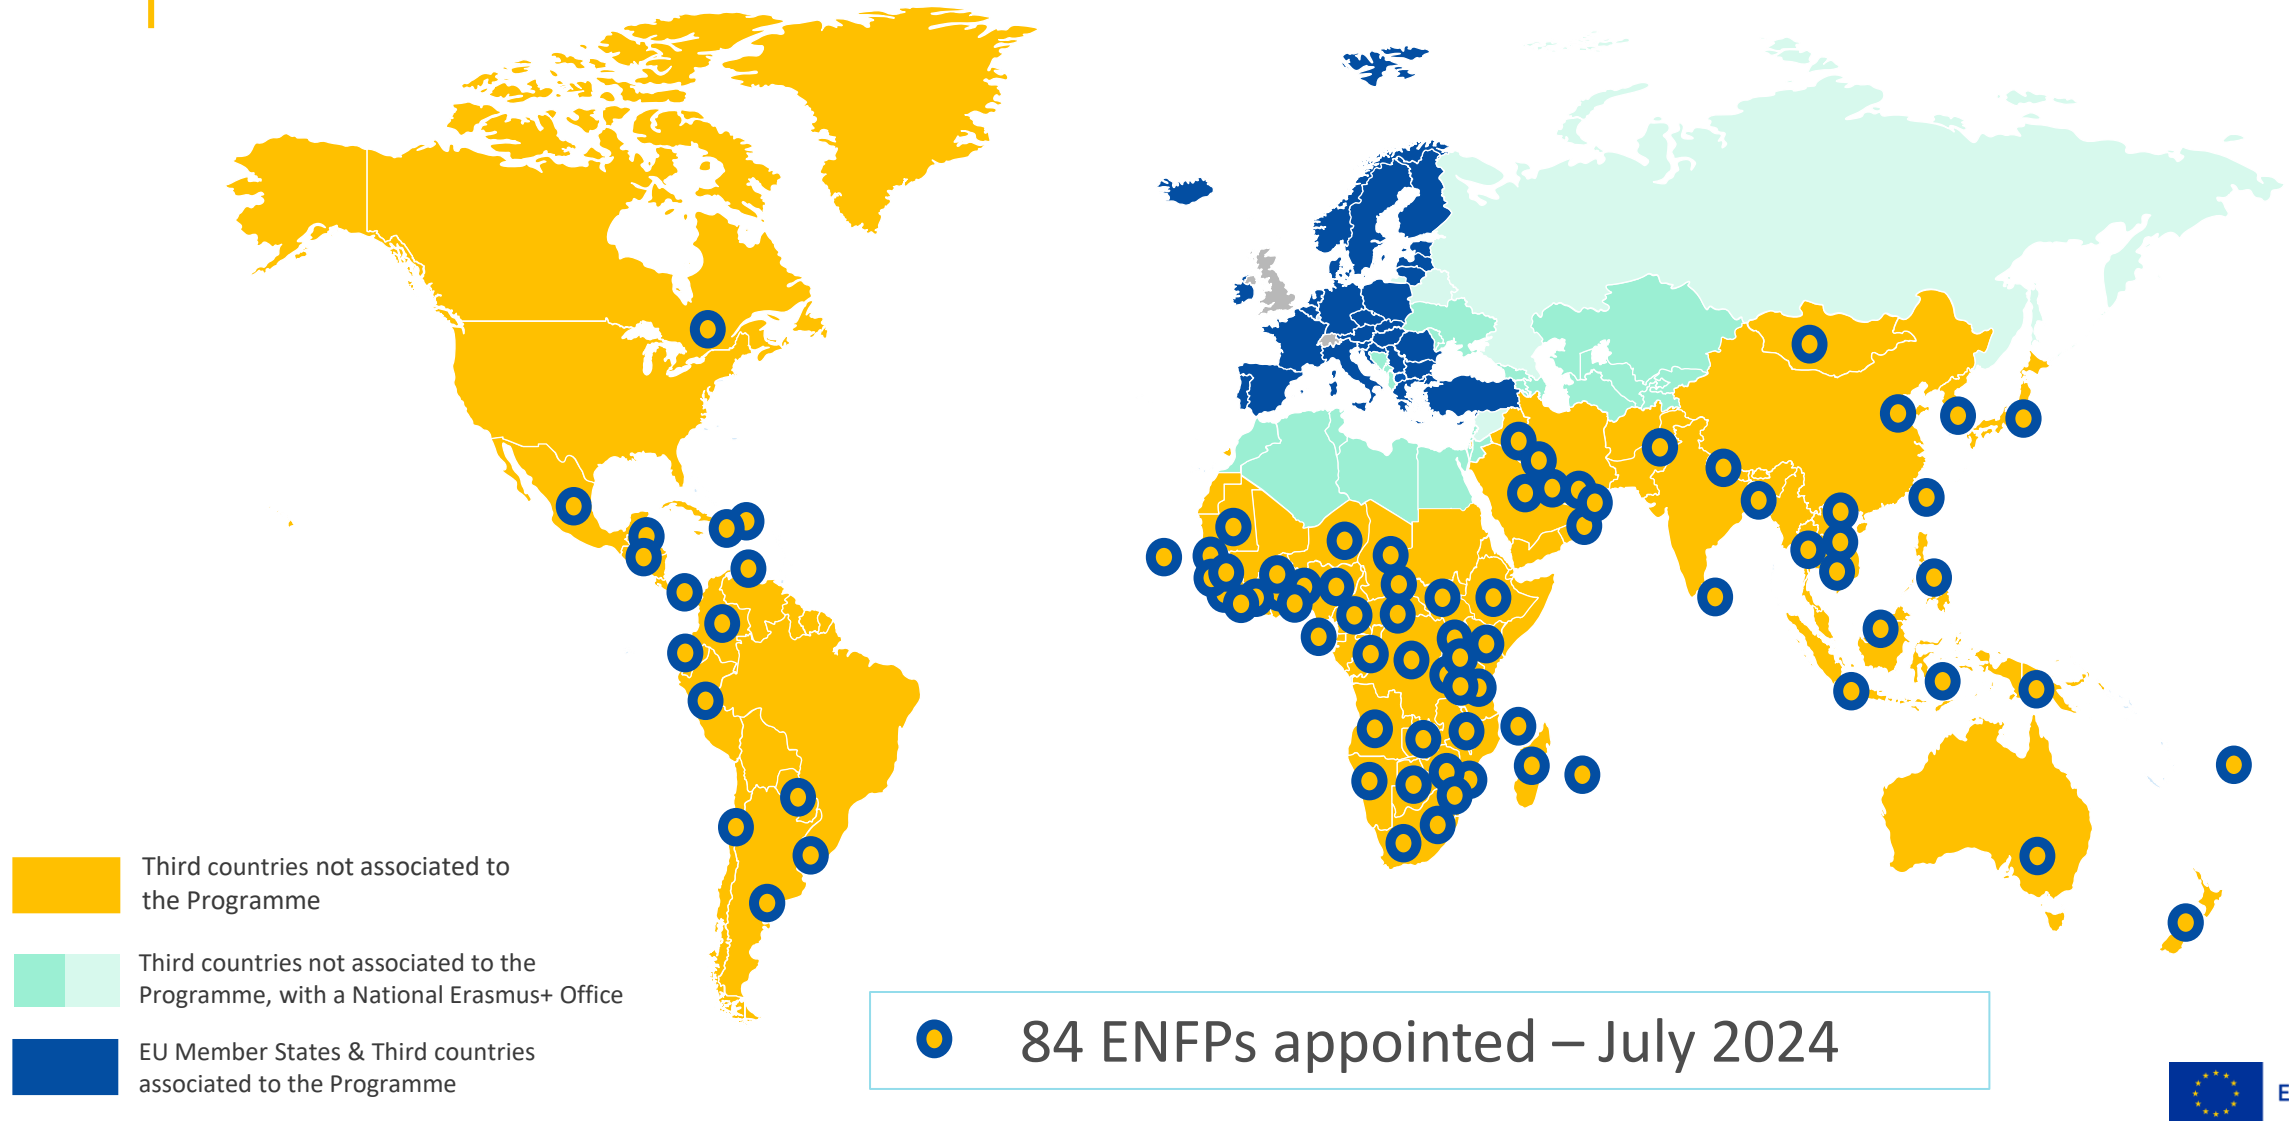 Third countries not associated to
the Programme
Third countries not associated to the
Programme, with a National Erasmus+ Office
EU Member States & Third countries
associated to the Programme
84 ENFPs appointed – July 2024
E